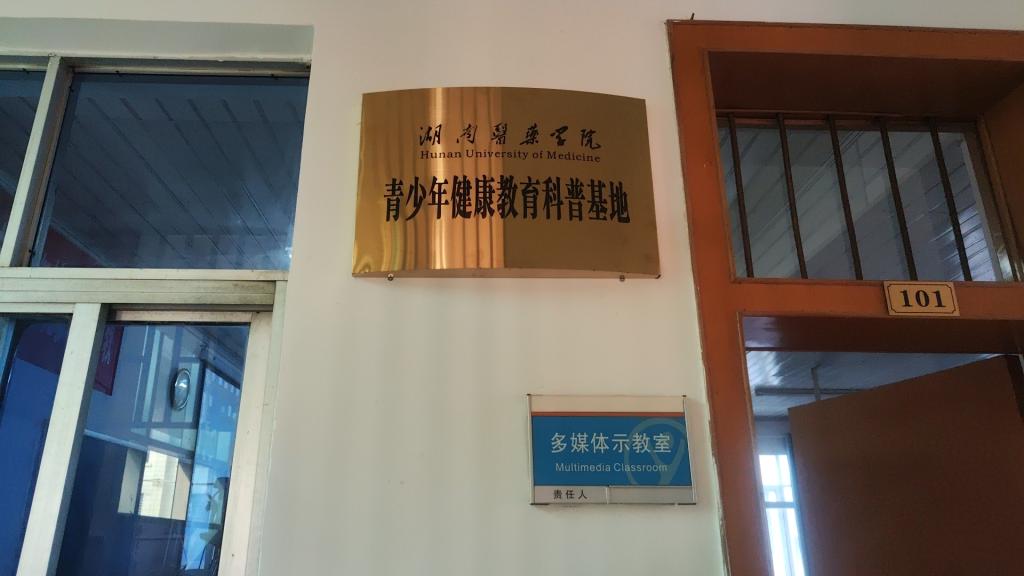 湖南醫藥学院
Hunan University of Medicine
青少年健康教育科普基地
101
多媒体示教室
Multimedia Classroom
责任人